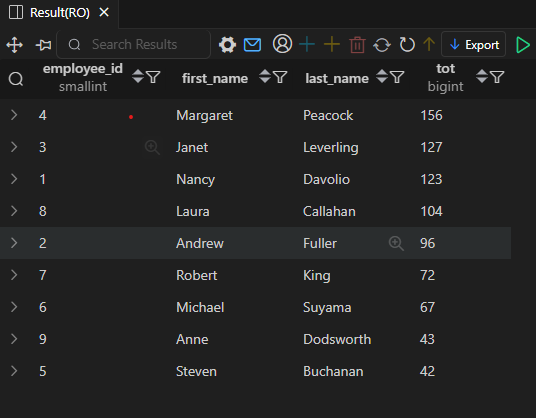 Result(RO)
Search Results
Export
employee_id first_name last_name tot
smallint bigint
4 Margaret Peacock 156
3 Janet Leverling 127
1 Nancy Davolio 123
8 Laura Callahan 104
2 Andrew Fuller 96
7 Robert King 72
6 Michael Suyama 67
9 Anne Dodsworth 43
5 Steven Buchanan 42